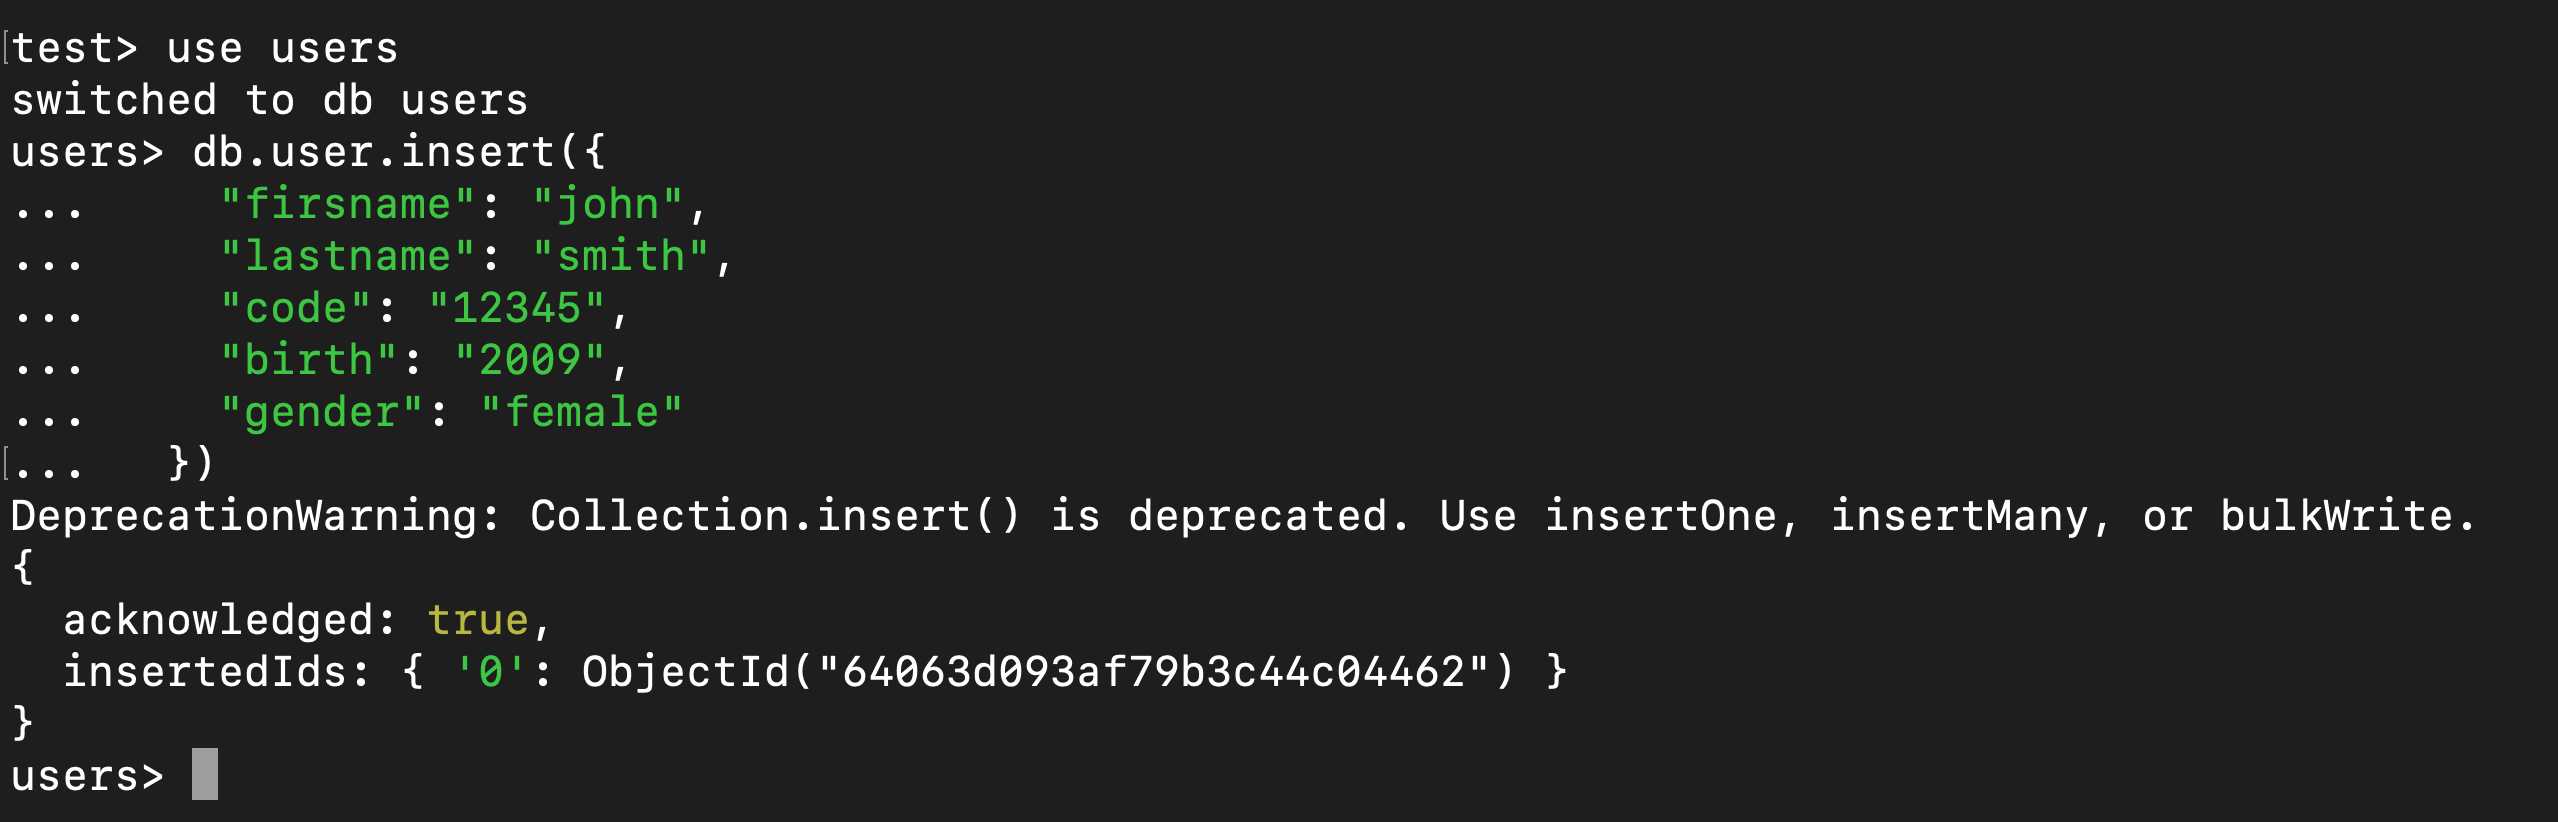 test> use users
switched to db users
users> db.user.insert({
...     "firsname": "john",
...     "lastname": "smith",
...     "code": "12345",
...     "birth": "2009",
...     "gender": "female"
...   })
DeprecationWarning: Collection.insert() is deprecated. Use insertOne, insertMany, or bulkWrite.
{
  acknowledged: true,
  insertedIds: { '0': ObjectId("64063d093af79b3c44c04462") }
}
users>